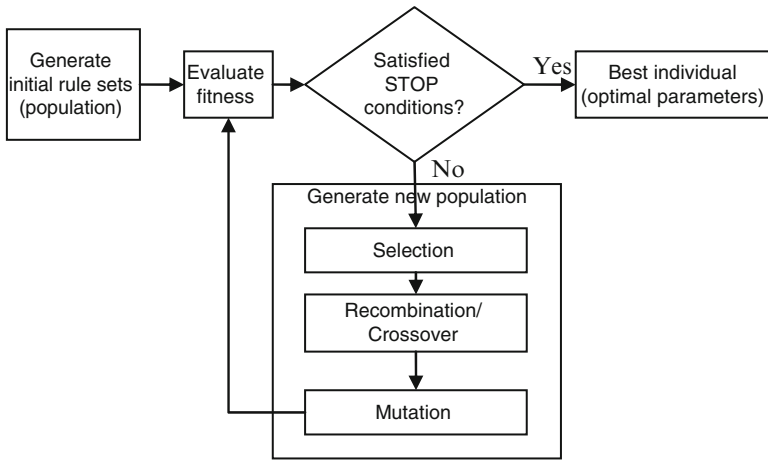 Generate
initial rule sets
(population)
Evaluate
fitness
Satisfied
STOP
conditions?
Yes
Best individual
(optimal parameters)
No
Generate new population
Selection
Recombination/
Crossover
Mutation